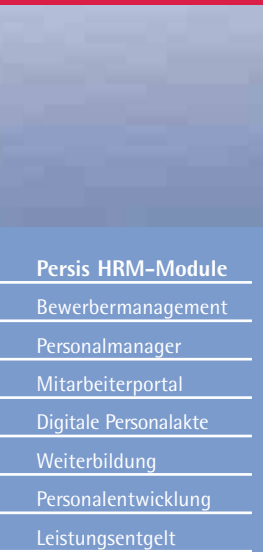 Persis HRM-Module
Bewerbermanagement
Personalmanager
Mitarbeiterportal
Digitale Personalakte
Weiterbildung
Personalentwicklung
Leistungsentgelt